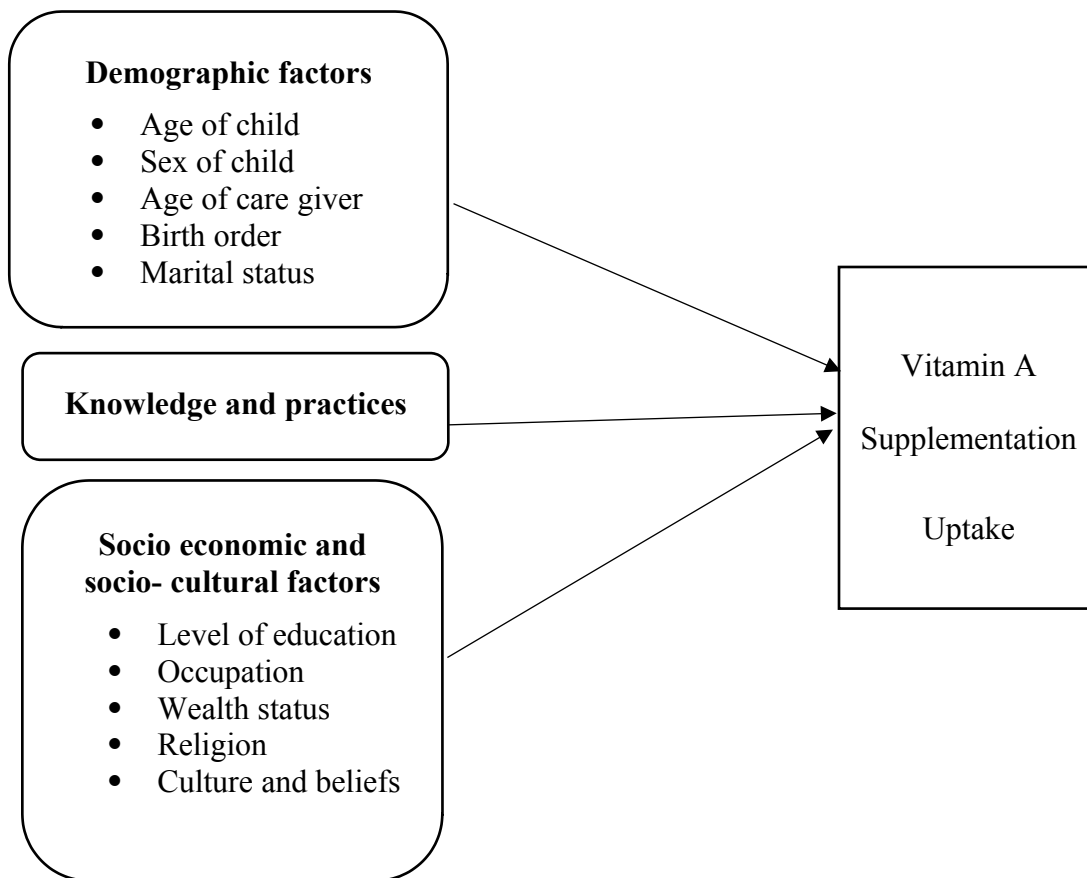 Demographic factors
• Age of child
• Sex of child
• Age of care giver
• Birth order
• Marital status
Knowledge and practices
Socio economic and
socio- cultural factors
• Level of education
• Occupation
• Wealth status
• Religion
• Culture and beliefs
Vitamin A
Supplementation
Uptake